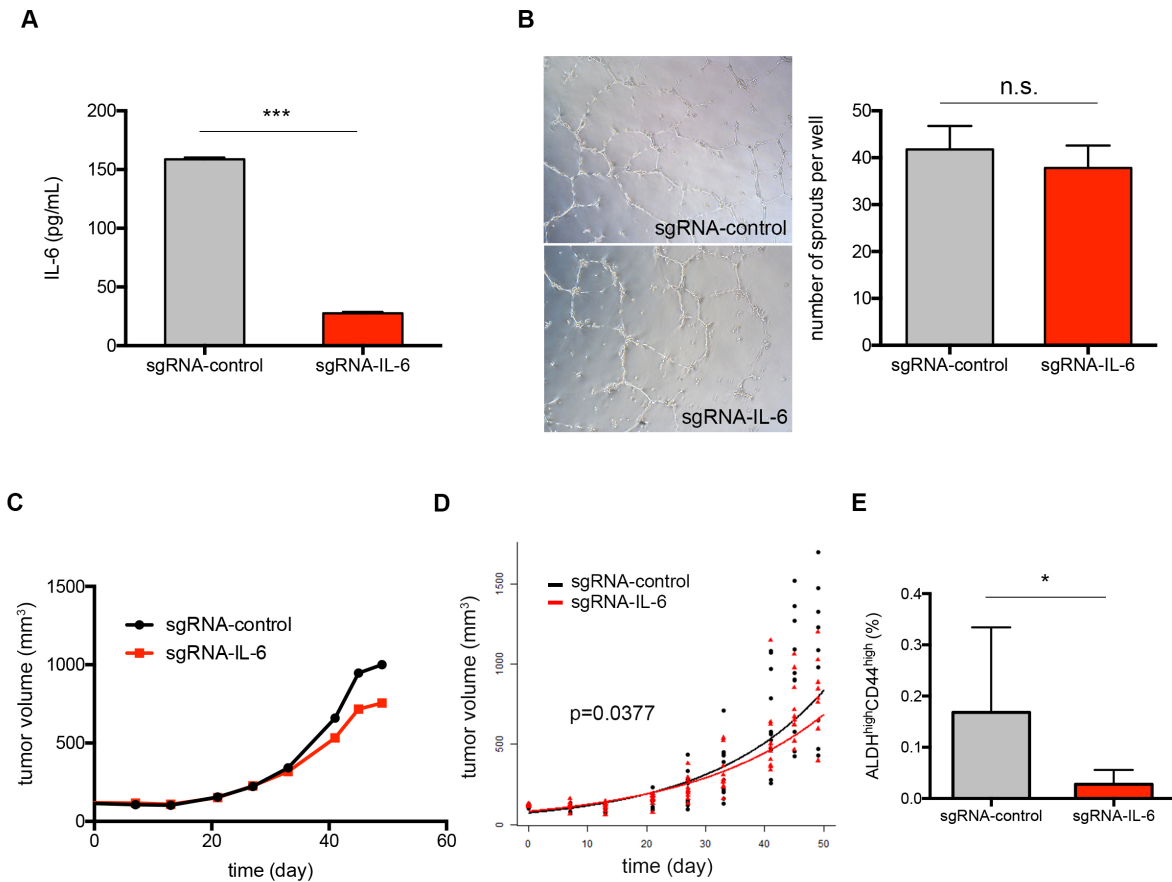 A
B
***
200
150
100
50
0
IL-6 (pg/mL)
sgRNA-control
sgRNA-IL-6
sgRNA-control
sgRNA-IL-6
n.s.
50
40
30
20
10
0
number of sprouts per well
sgRNA-control
sgRNA-IL-6
C
D
E
1500
1000
500
0
tumor volume (mm³)
sgRNA-control
sgRNA-IL-6
0
20
40
60
time (day)
1500
1000
500
0
tumor volume (mm³)
sgRNA-control
sgRNA-IL-6
p=0.0377
0
10
20
30
40
50
time (day)
*
0.4
0.3
0.2
0.1
0.0
ALDHhighCD44high (%)
sgRNA-control
sgRNA-IL-6